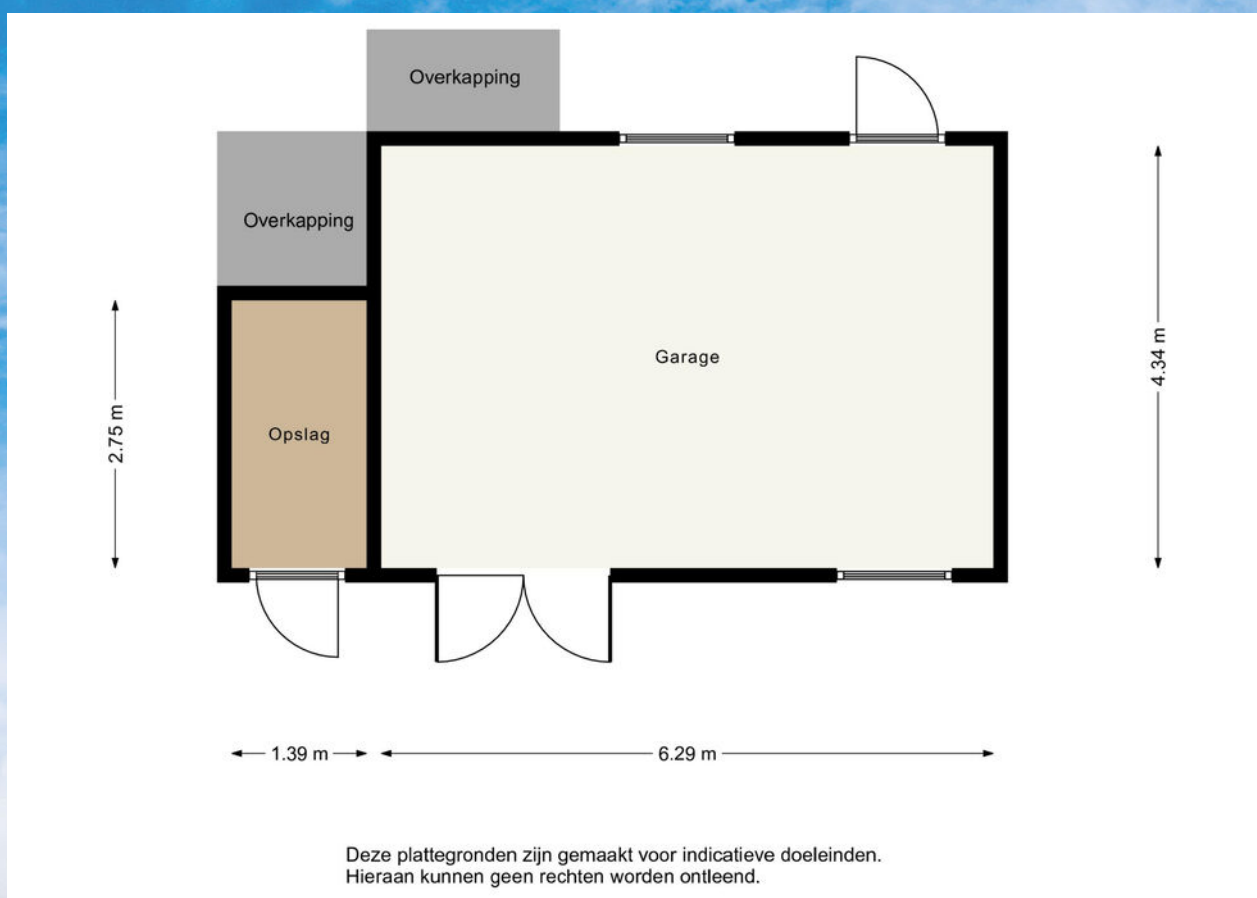 Overkapping
Overkapping
Garage
4.34 m
2.75 m
Opslag
1.39 m
6.29 m
Deze plattegronden zijn gemaakt voor indicatieve doeleinden.
Hieraan kunnen geen rechten worden ontleend.